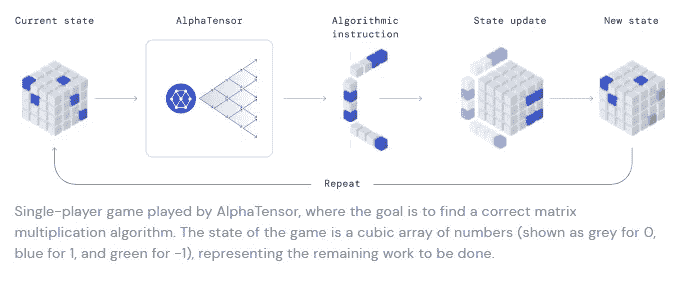 Current state
AlphaTensor
Algorithmic
instruction
State update
New state
Repeat
Single-player game played by AlphaTensor, where the goal is to find a correct matrix
multiplication algorithm. The state of the game is a cubic array of numbers (shown as grey for 0,
blue for 1, and green for -1), representing the remaining work to be done.